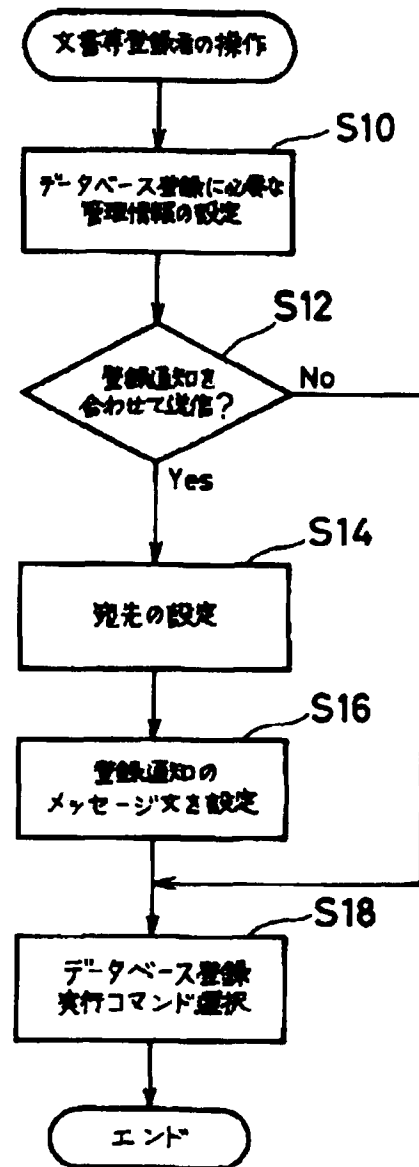 文書等登録者の操作
S10
データベース登録に必要な
管理情報の設定
S12
登録通知を
合わせて送信？
No
Yes
S14
宛先の設定
S16
登録通知の
メッセージ文を設定
S18
データベース登録
実行コマンド選択
エンド